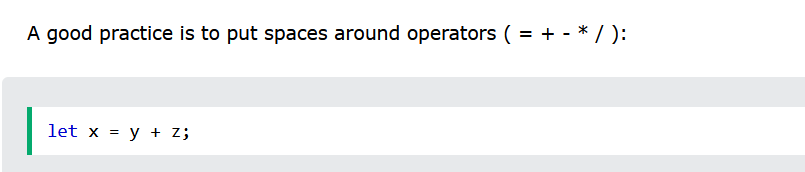 A good practice is to put spaces around operators ( = + - * / ):
let x = y + z;